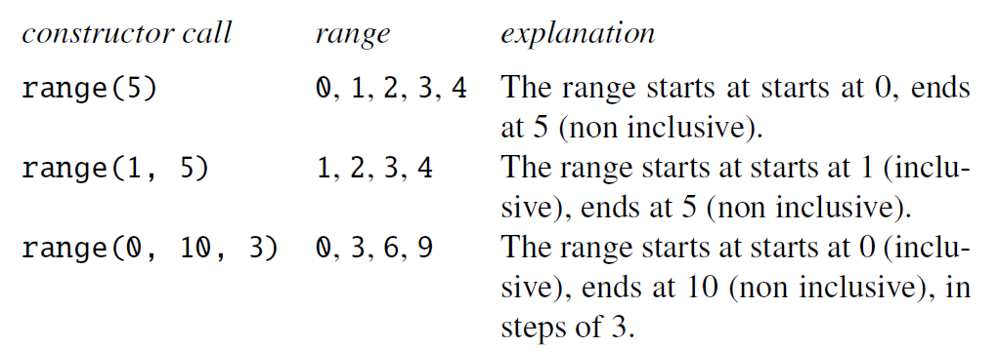 constructor call range explanation
range(5) 0, 1, 2, 3, 4 The range starts at starts at 0, ends
at 5 (non inclusive).
range(1, 5) 1, 2, 3, 4 The range starts at starts at 1 (inclu-
sive), ends at 5 (non inclusive).
range(0, 10, 3) 0, 3, 6, 9 The range starts at starts at 0 (inclu-
sive), ends at 10 (non inclusive), in
steps of 3.